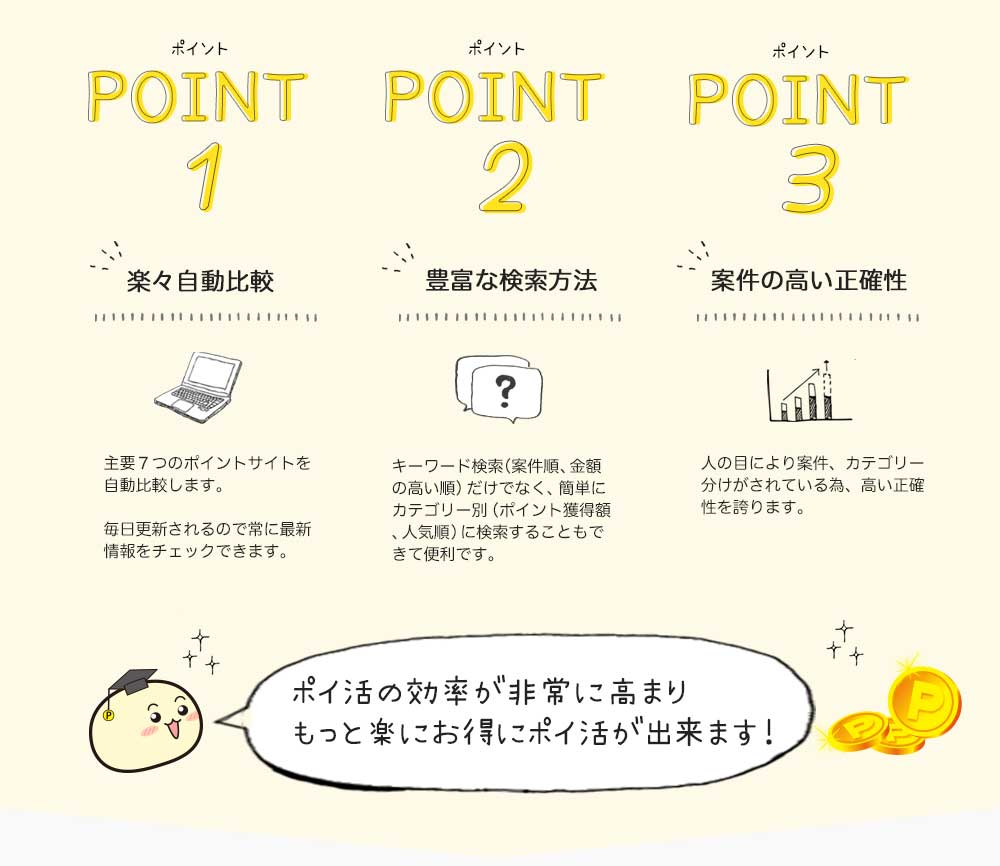 ポイント
POINT
1
楽々自動比較
主要７つのポイントサイトを
自動比較します。
毎日更新されるので常に最新
情報をチェックできます。
ポイント
POINT
2
豊富な検索方法
?
キーワード検索（案件順、金額
の高い順）だけでなく、簡単に
カテゴリー別（ポイント獲得額
、人気順）に検索することもで
きて便利です。
ポイント
POINT
3
案件の高い正確性
人の目により案件、カテゴリー
分けがされている為、高い正確
性を誇ります。
P
ポイ活の効率が非常に高まり
もっと楽にお得にポイ活が出来ます！
P
P
P